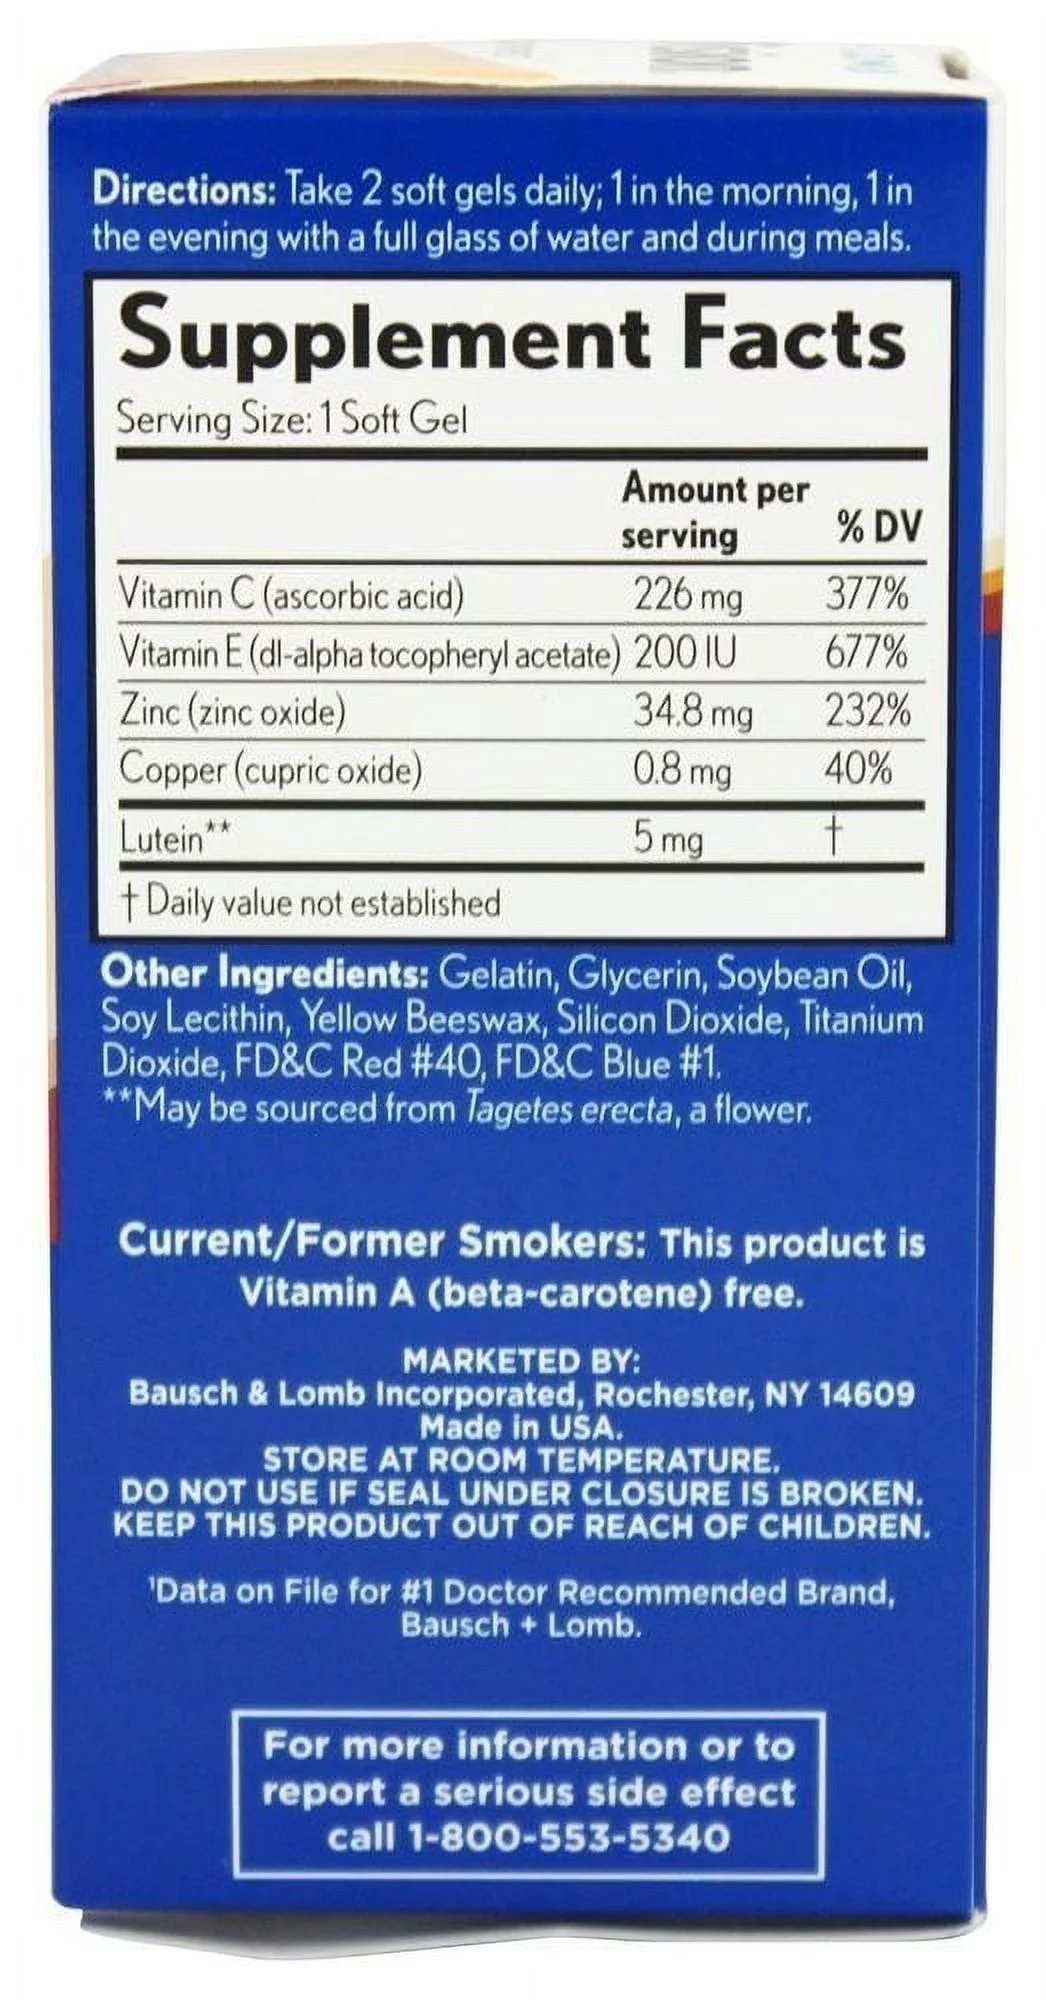 Directions: Take 2 soft gels daily; 1 in the morning, 1 in
the evening with a full glass of water and during meals.
Supplement Facts
Serving Size: 1 Soft Gel
Amount per
serving % DV
Vitamin C (ascorbic acid) 226 mg 377%
Vitamin E (dl-alpha tocopheryl acetate) 200 IU 677%
Zinc (zinc oxide) 34.8 mg 232%
Copper (cupric oxide) 0.8 mg 40%
Lutein** 5 mg †
† Daily value not established
Other Ingredients: Gelatin, Glycerin, Soybean Oil,
Soy Lecithin, Yellow Beeswax, Silicon Dioxide, Titanium
Dioxide, FD&C Red #40, FD&C Blue #1.
**May be sourced from Tagetes erecta, a flower.
Current/Former Smokers: This product is
Vitamin A (beta-carotene) free.
MARKETED BY:
Bausch & Lomb Incorporated, Rochester, NY 14609
Made in USA.
STORE AT ROOM TEMPERATURE.
DO NOT USE IF SEAL UNDER CLOSURE IS BROKEN.
KEEP THIS PRODUCT OUT OF REACH OF CHILDREN.
¹Data on File for #1 Doctor Recommended Brand,
Bausch + Lomb.
For more information or to
report a serious side effect
call 1-800-553-5340